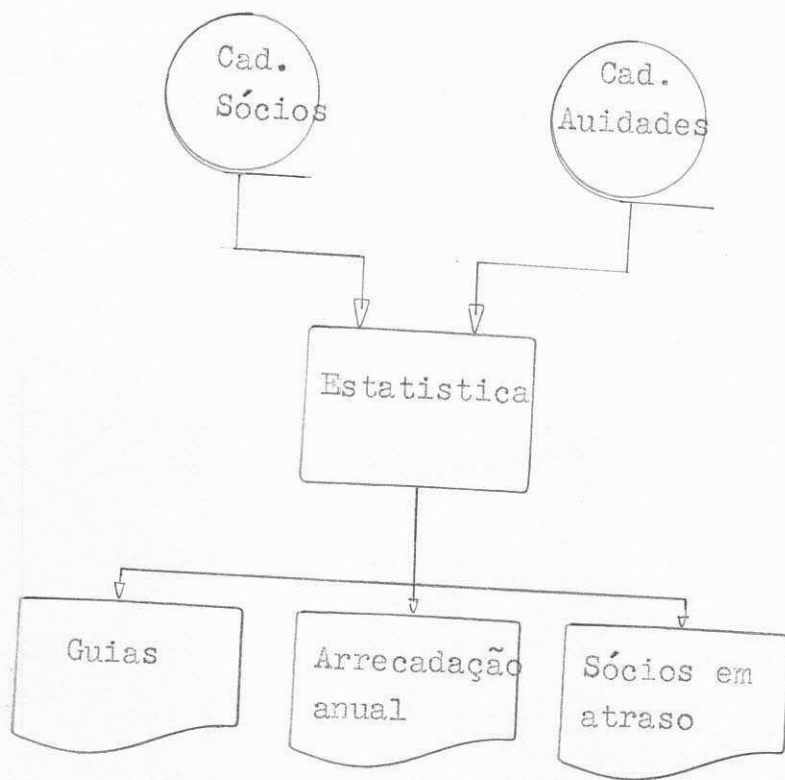 Cad.
Sócios
Cad.
Auidades
Estatistica
Guias
Arrecadação
anual
Sócios em
atraso